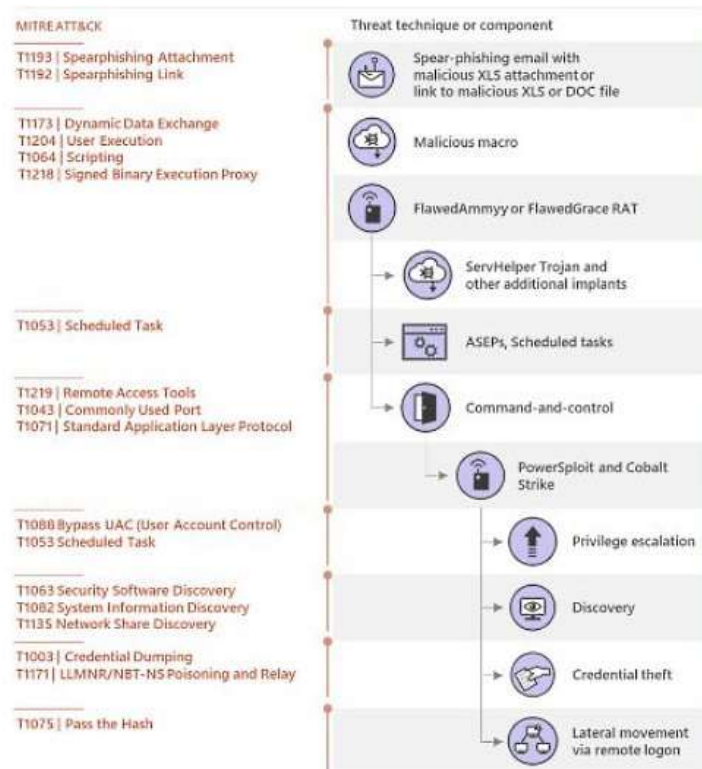 MITRE ATT&CK
Threat technique or component
T1193 | Spearphishing Attachment
T1192 | Spearphishing Link
Spear-phishing email with
malicious XLS attachment or
link to malicious XLS or DOC file
T1173 | Dynamic Data Exchange
T1204 | User Execution
T1064 | Scripting
T1218 | Signed Binary Execution Proxy
Malicious macro
FlawedAmmyy or FlawedGrace RAT
ServHelper Trojan and
other additional implants
T1053 | Scheduled Task
ASEPs, Scheduled tasks
T1219 | Remote Access Tools
T1043 | Commonly Used Port
T1071 | Standard Application Layer Protocol
Command-and-control
PowerSploit and Cobalt
Strike
T1088 Bypass UAC (User Account Control)
T1053 Scheduled Task
Privilege escalation
T1063 Security Software Discovery
T1082 System Information Discovery
T1135 Network Share Discovery
Discovery
T1003 | Credential Dumping
T1171 | LLMNR/NBT-NS Poisoning and Relay
Credential theft
T1075 | Pass the Hash
Lateral movement
via remote logon